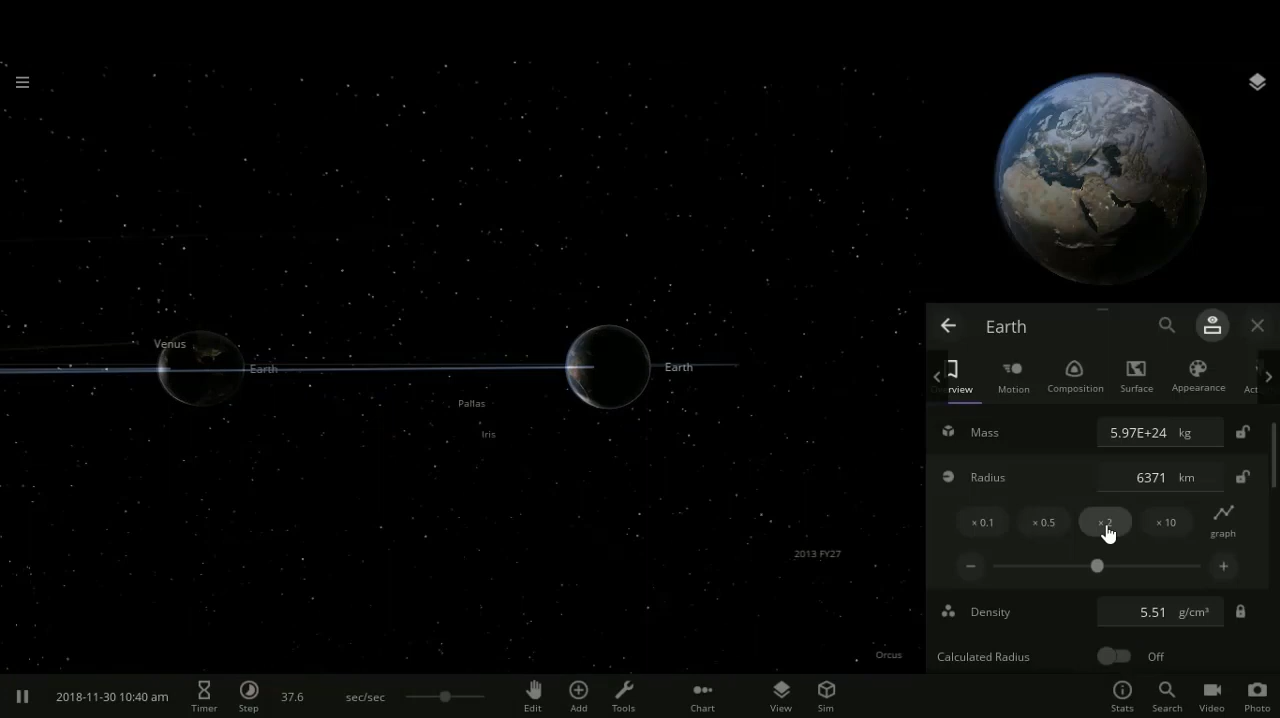 Earth
verview
Motion
Composition
Surface
Appearance
Act
Mass 5.97E+24 kg
Radius 6371 km
× 0.1 × 0.5 × 2 × 10 graph
Density 5.51 g/cm³
Calculated Radius Off
Venus
Earth
Earth
Pallas
Iris
2013 FY27
Orcus
2018-11-30 10:40 am
Timer
Step
37.6 sec/sec
Edit
Add
Tools
Chart
View
Sim
Stats
Search
Video
Photo